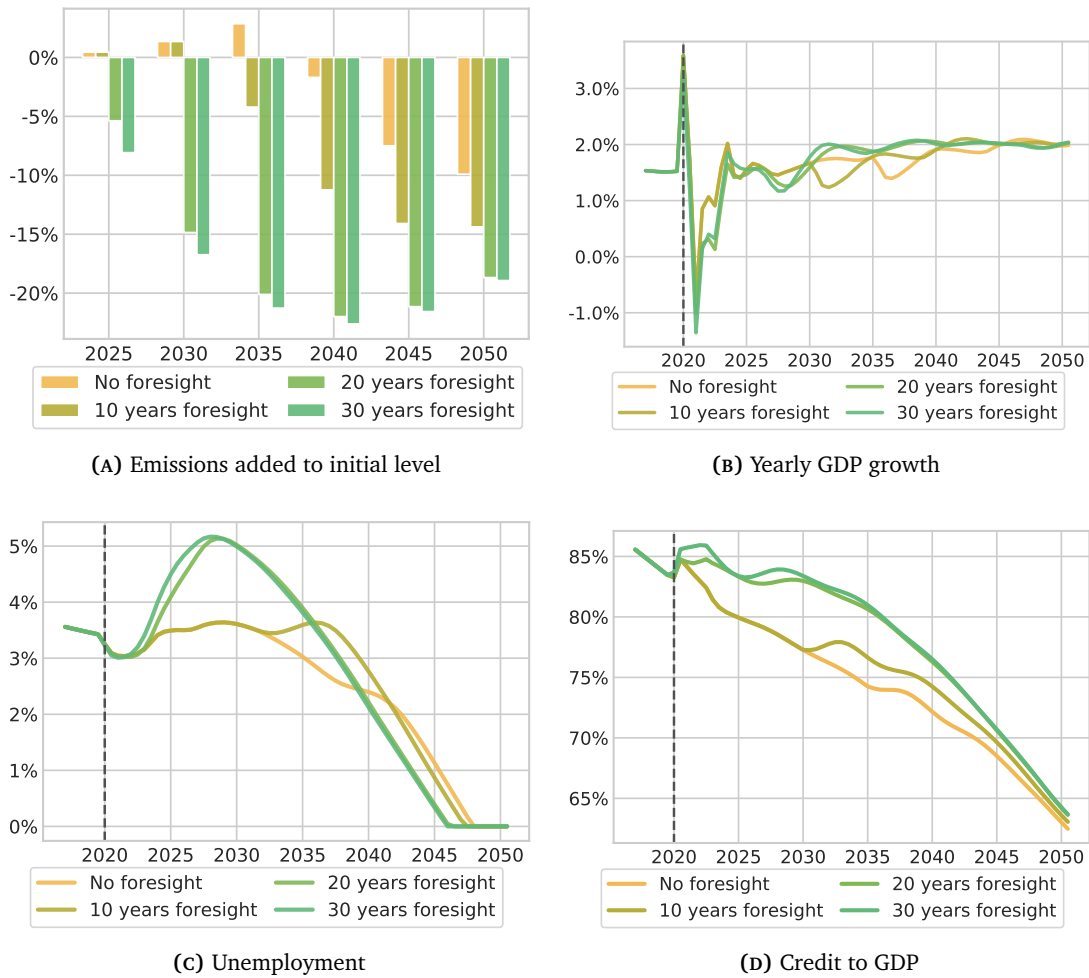 0%
-5%
-10%
-15%
-20%
2025 2030 2035 2040 2045 2050
No foresight 20 years foresight
10 years foresight 30 years foresight
(A) Emissions added to initial level
3.0%
2.0%
1.0%
0.0%
-1.0%
2020 2025 2030 2035 2040 2045 2050
No foresight 20 years foresight
10 years foresight 30 years foresight
(B) Yearly GDP growth
5%
4%
3%
2%
1%
0%
2020 2025 2030 2035 2040 2045 2050
No foresight 20 years foresight
10 years foresight 30 years foresight
(C) Unemployment
85%
80%
75%
70%
65%
2020 2025 2030 2035 2040 2045 2050
No foresight 20 years foresight
10 years foresight 30 years foresight
(D) Credit to GDP